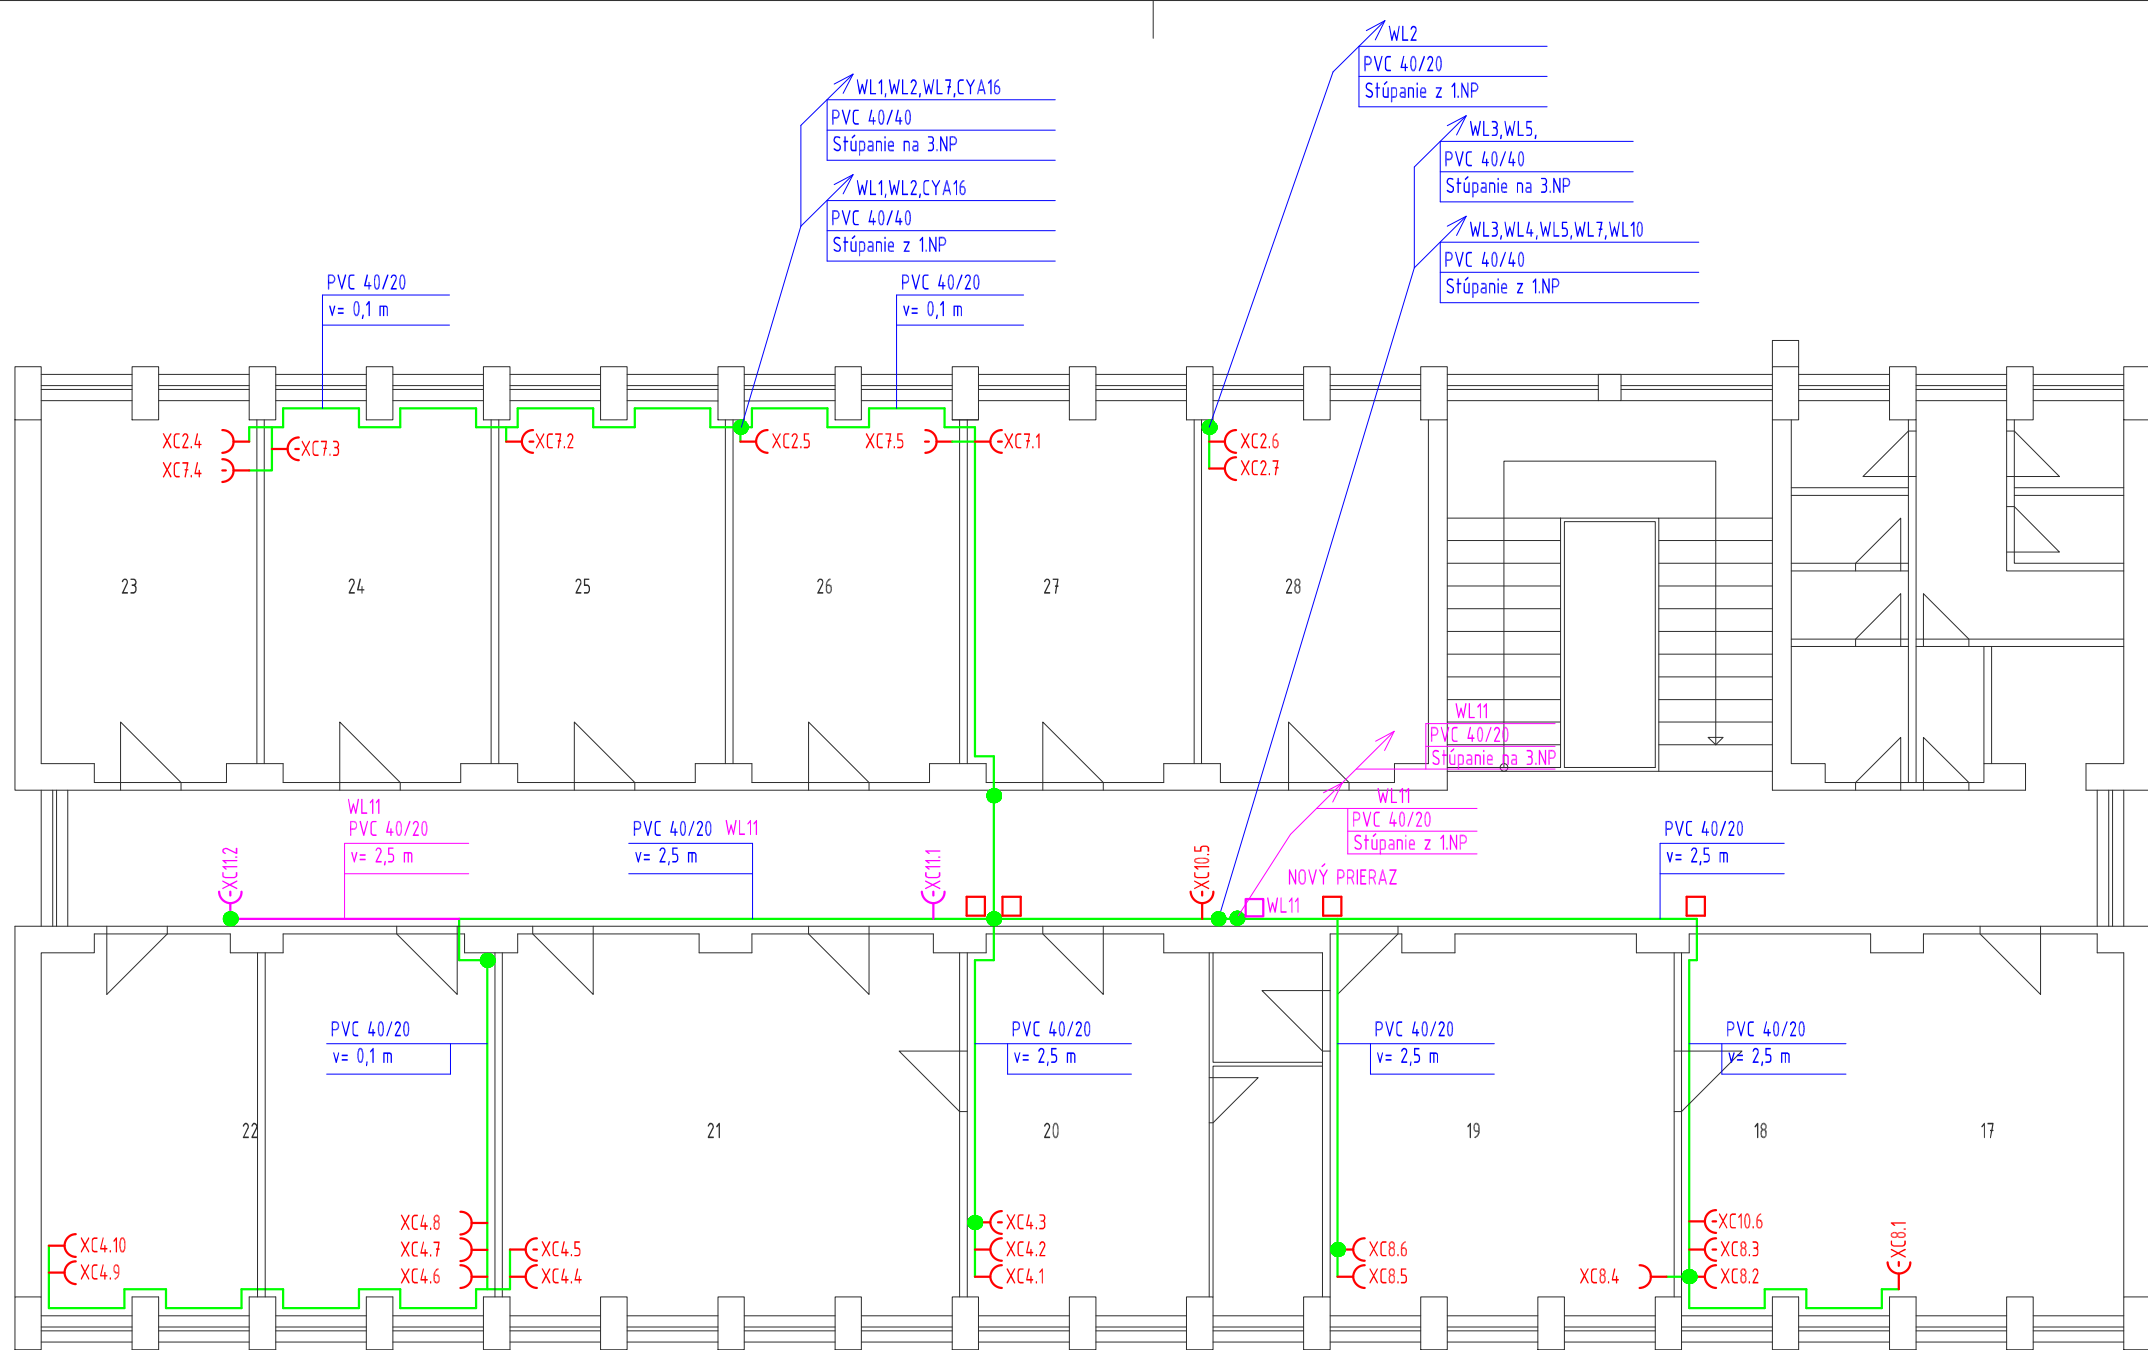 WL2
PVC 40/20
Stúpanie z 1.NP
WL1,WL2,WL7,CYA16
PVC 40/40
Stúpanie na 3.NP
WL3,WL5,
PVC 40/40
Stúpanie na 3.NP
WL1,WL2,CYA16
PVC 40/40
Stúpanie z 1.NP
WL3,WL4,WL5,WL7,WL10
PVC 40/40
Stúpanie z 1.NP
PVC 40/20
v= 0,1 m
PVC 40/20
v= 0,1 m
XC2.4
XC7.3
XC7.4
XC7.2
XC2.5
XC7.5
XC7.1
XC2.6
XC2.7
23
24
25
26
27
28
WL11
PVC 40/20
Stúpanie na 3.NP
WL11
PVC 40/20
Stúpanie z 1.NP
WL11
PVC 40/20
v= 2,5 m
PVC 40/20 WL11
PVC 40/20
v= 2,5 m
XC11.2
XC11.1
XC10.5
NOVÝ PRIERAZ
WL11
PVC 40/20
v= 0,1 m
PVC 40/20
v= 2,5 m
PVC 40/20
v= 2,5 m
PVC 40/20
v= 2,5 m
22
21
20
19
18
17
XC4.10
XC4.9
XC4.8
XC4.7
XC4.6
XC4.5
XC4.4
XC4.3
XC4.2
XC4.1
XC8.6
XC8.5
XC8.4
XC10.6
XC8.3
XC8.2
XC8.1